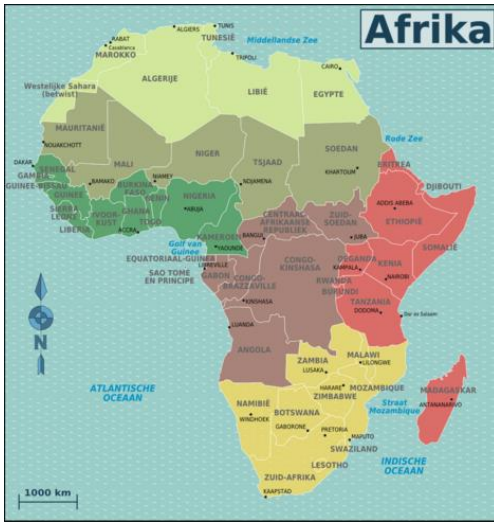 Afrika
ALGIERS
TUNIS
RABAT
Casablanca
MAROKKO
TUNESIË
Middellandse Zee
TRIPOLI
CAIRO
ALGERIJE
LIBIË
EGYPTE
Westelijke Sahara
(betwist)
MAURITANIË
NOUAKCHOTT
MALI
NIGER
TSJAAD
SOEDAN
KHARTOUM
Rode Zee
ERITREA
DAKAR
SENEGAL
GAMBIA
GUINEE-BISSAU
GUINEE
BAMAKO
BURKINA
FASO
NIAMEY
BENIN
NIGERIA
ABUJA
NDJAMENA
DJIBOUTI
ADDIS ABEBA
ETHIOPIË
SIERRA
LEONE
LIBERIA
IVOOR-
KUST
GHANA
TOGO
ACCRA
CENTRAAL-
AFRIKAANSE
REPUBLIEK
BANGUI
ZUID-
SOEDAN
JUBA
SOMALIË
KAMEROEN
YAOUNDE
Golf van
Guinee
EQUATORIAAL-GUINEA
LIBREVILLE
SAO TOMÉ
EN PRINCIPE
GABON
CONGO-
BRAZZAVILLE
CONGO-
KINSHASA
KINSHASA
OEGANDA
KAMPALA
KENIA
NAIROBI
RWANDA
BURUNDI
TANZANIA
DODOMA
Dar es Salaam
LUANDA
ANGOLA
ZAMBIA
LUSAKA
MALAWI
LILONGWE
HARARE
ZIMBABWE
MOZAMBIQUE
Straat
Mozambique
MADAGATKAR
ANTANANARIVO
N
ATLANTISCHE
OCEAAN
NAMIBIË
WINDHOEK
BOTSWANA
GABORONE
PRETORIA
MAPUTO
SWAZILAND
LESOTHO
ZUID-AFRIKA
KAAPSTAD
INDISCHE
OCEAAN
1000 km